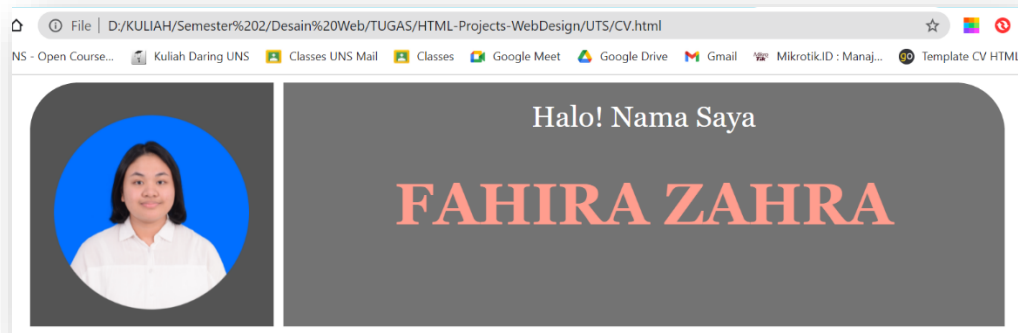 File | D:/KULIAH/Semester%202/Desain%20Web/TUGAS/HTML-Projects-WebDesign/UTS/CV.html
NS - Open Course... Kuliah Daring UNS Classes UNS Mail Classes Google Meet Google Drive Gmail Mikrotik.ID : Manaj... go Template CV HTML
Halo! Nama Saya
FAHIRA ZAHRA